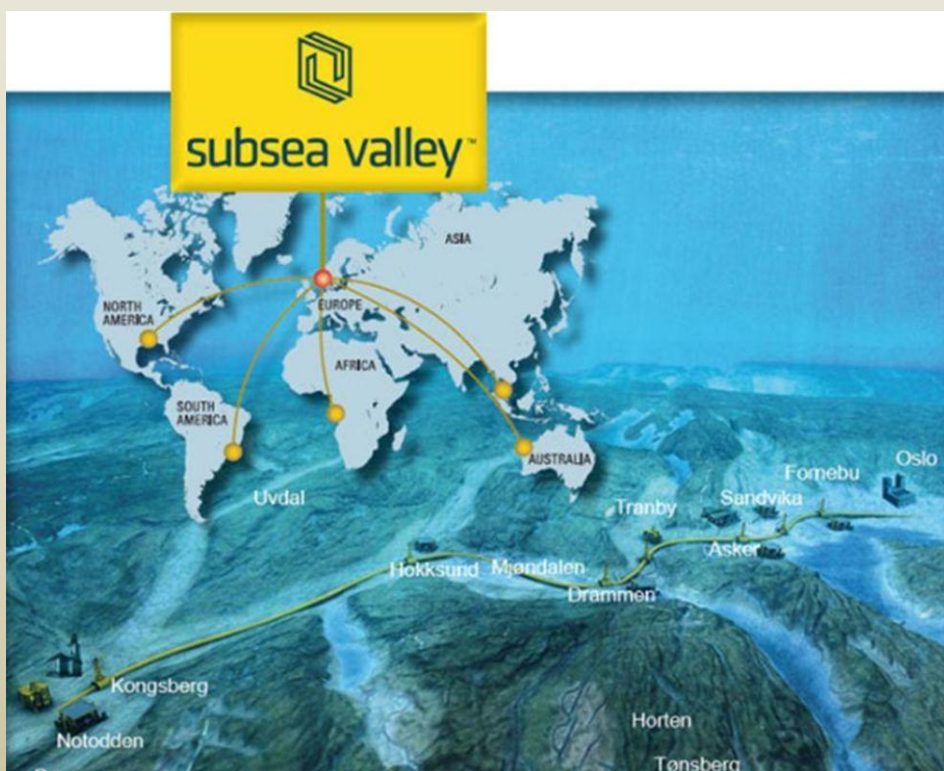 subsea valley™
ASIA
NORTH
AMERICA
EUROPE
AFRICA
SOUTH
AMERICA
AUSTRALIA
Uvdal
Oslo
Fornebu
Sandvika
Tranby
Asker
Hokksund
Mjøndalen
Drammen
Kongsberg
Notodden
Horten
Tønsberg